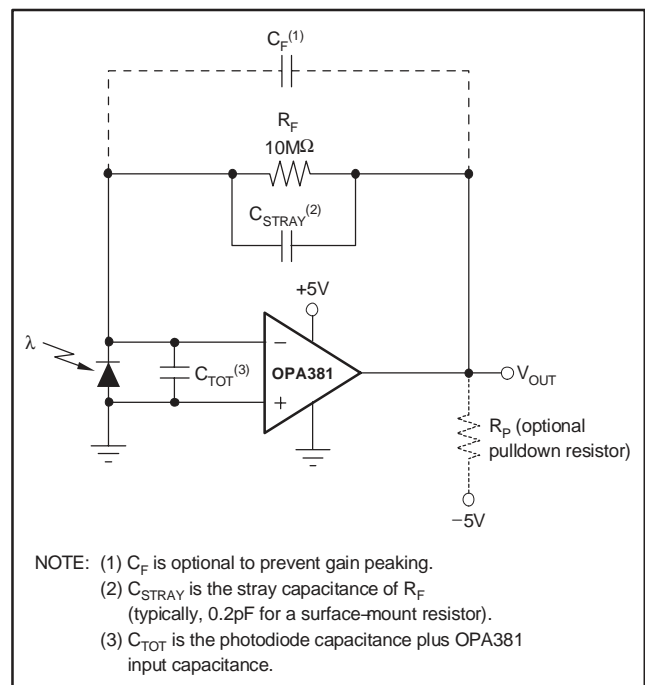 C_F^(1)
R_F
10MΩ
C_STRAY^(2)
+5V
λ
C_TOT^(3)
−
OPA381
+
V_OUT
R_P (optional
pulldown resistor)
−5V
NOTE: (1) C_F is optional to prevent gain peaking.
(2) C_STRAY is the stray capacitance of R_F
(typically, 0.2pF for a surface−mount resistor).
(3) C_TOT is the photodiode capacitance plus OPA381
input capacitance.